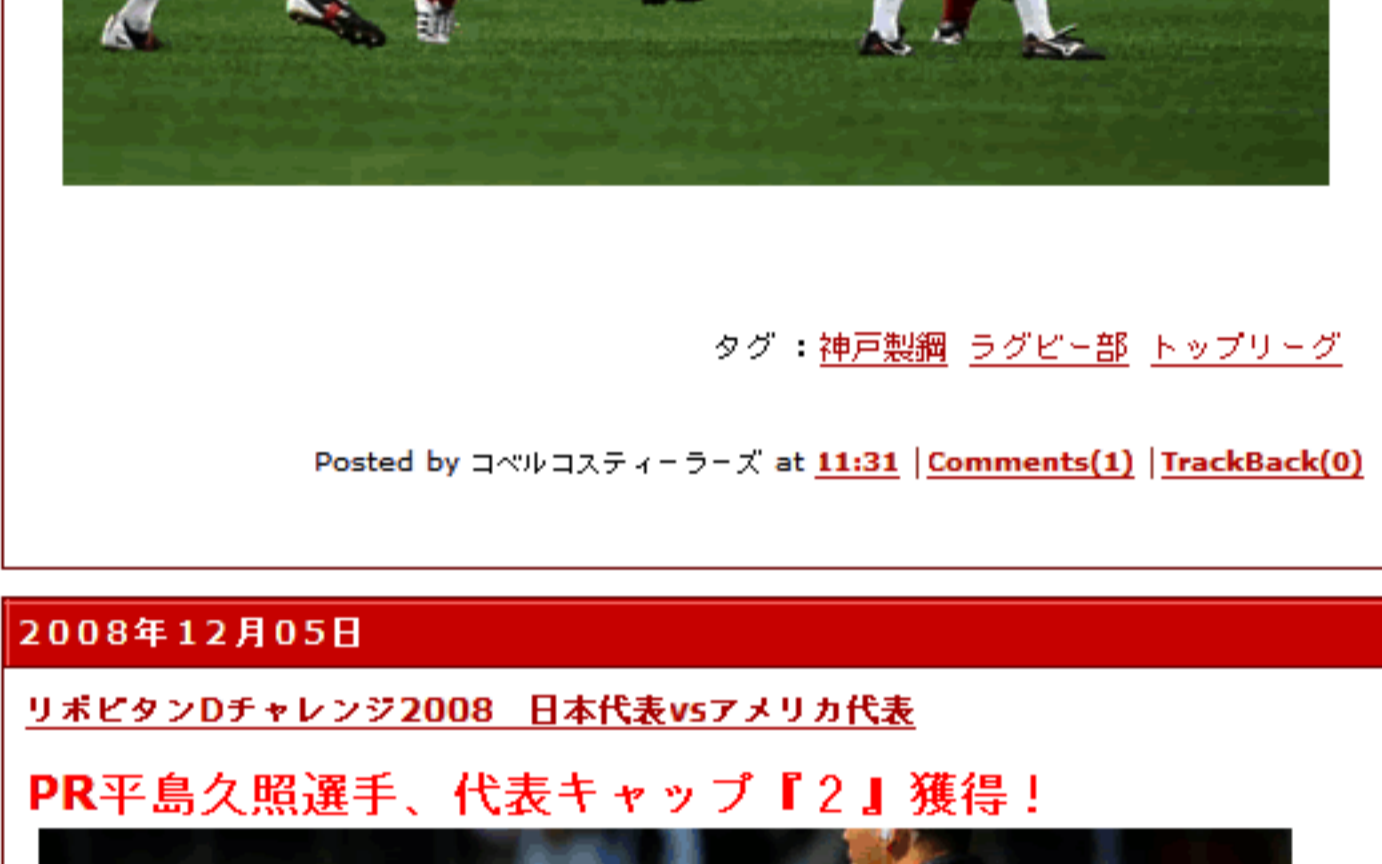 タグ：神戸製鋼 ラグビー部 トップリーグ
Posted by コベルコスティーラーズ at 11:31 │Comments(1) │TrackBack(0)
2008年12月05日
リポビタンDチャレンジ2008　日本代表vsアメリカ代表
PR平島久照選手、代表キャップ『２』獲得！